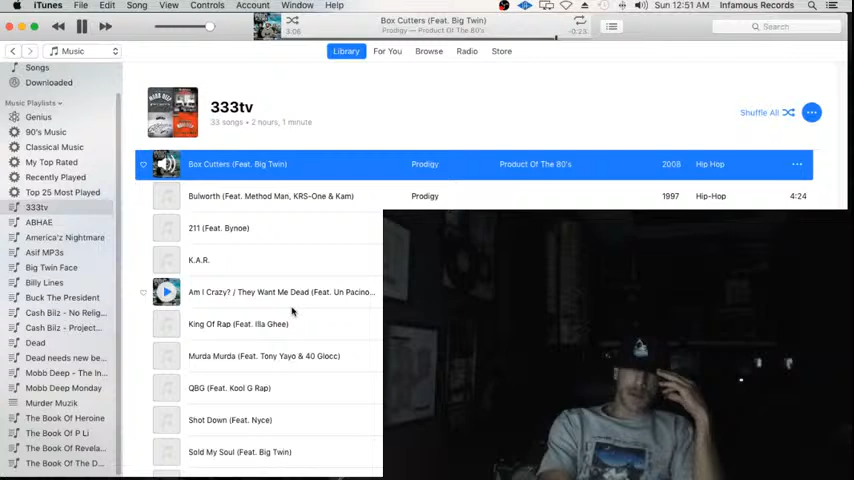 iTunes File Edit Song View Controls Account Window Help Sun 12:51 AM Infamous Records
Box Cutters (Feat. Big Twin)
3:06 Prodigy — Product Of The 80's -0:23
Search
Music Library For You Browse Radio Store
Songs
Downloaded
Music Playlists
Genius
90's Music
Classical Music
My Top Rated
Recently Played
Top 25 Most Played
333tv
ABHAE
America'z Nightmare
Asif MP3s
Big Twin Face
Billy Lines
Buck The President
Cash Bilz - No Relig...
Cash Bilz - Project...
Dead
Dead needs new be...
Mobb Deep - The In...
Mobb Deep Monday
Murder Muzik
The Book Of Heroine
The Book Of P Li
The Book Of Revela...
The Book Of The D...
333tv
33 songs • 2 hours, 1 minute
Shuffle All
Box Cutters (Feat. Big Twin) Prodigy Product Of The 80's 2008 Hip Hop
Bulworth (Feat. Method Man, KRS-One & Kam) Prodigy 1997 Hip-Hop 4:24
211 (Feat. Bynoe)
K.A.R.
Am I Crazy? / They Want Me Dead (Feat. Un Pacino...
King Of Rap (Feat. Illa Ghee)
Murda Murda (Feat. Tony Yayo & 40 Glocc)
QBG (Feat. Kool G Rap)
Shot Down (Feat. Nyce)
Sold My Soul (Feat. Big Twin)